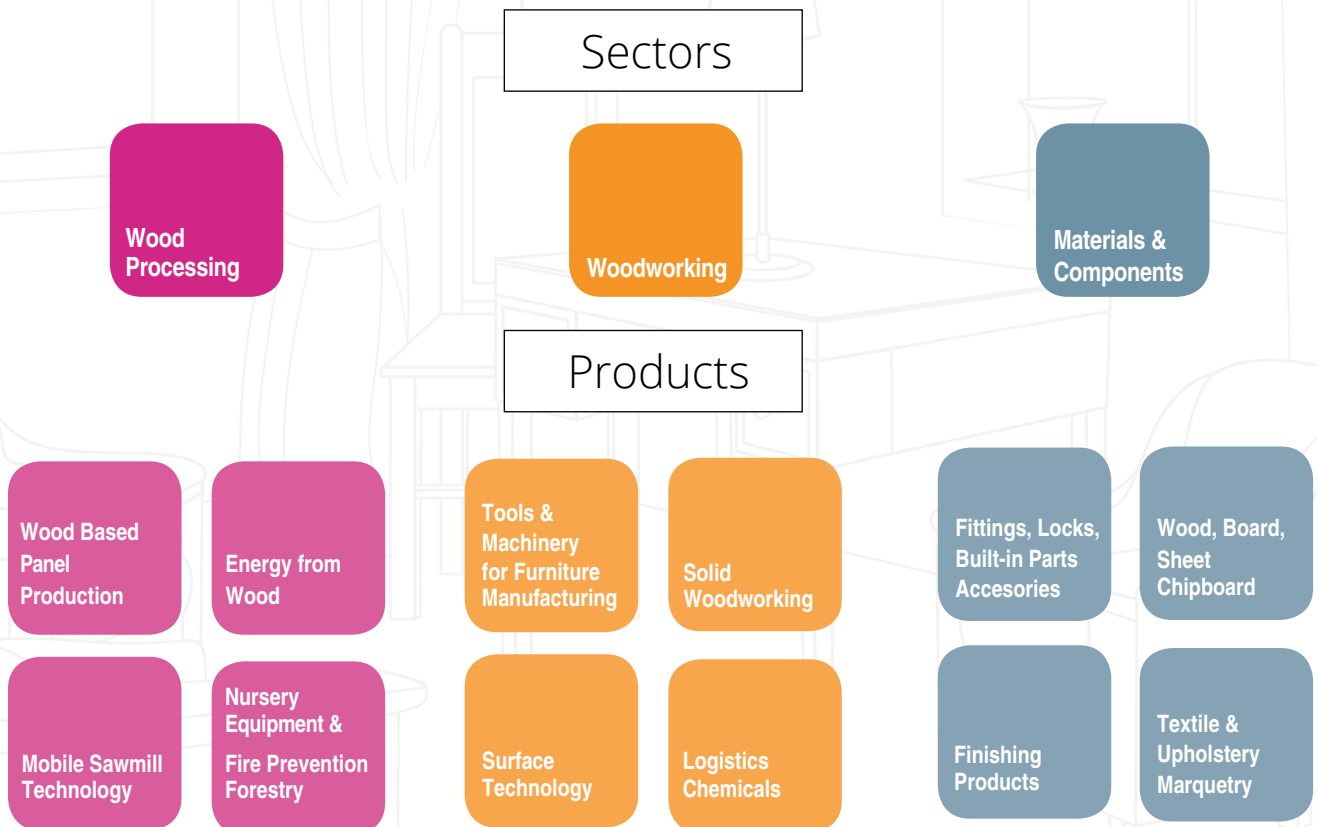 Sectors
Wood
Processing
Woodworking
Materials &
Components
Products
Wood Based
Panel
Production
Energy from
Wood
Tools &
Machinery
for Furniture
Manufacturing
Solid
Woodworking
Fittings, Locks,
Built-in Parts
Accesories
Wood, Board,
Sheet
Chipboard
Mobile Sawmill
Technology
Nursery
Equipment &
Fire Prevention
Forestry
Surface
Technology
Logistics
Chemicals
Finishing
Products
Textile &
Upholstery
Marquetry